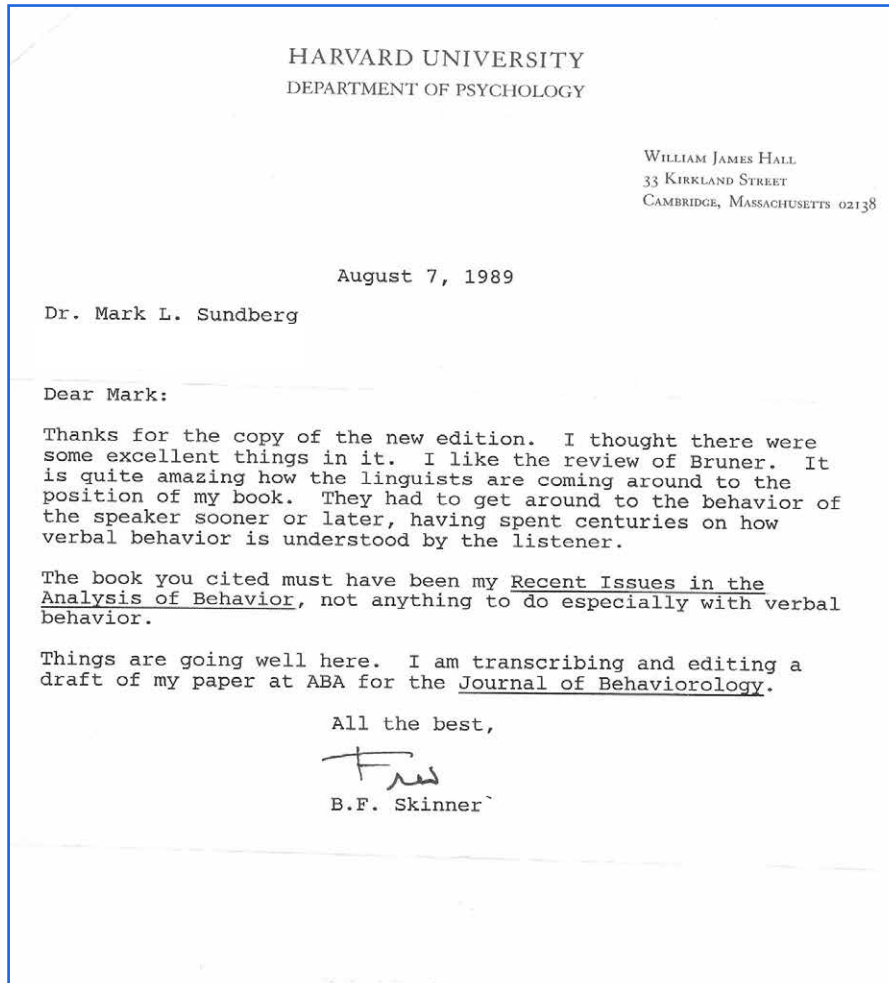 HARVARD UNIVERSITY
DEPARTMENT OF PSYCHOLOGY
WILLIAM JAMES HALL
33 KIRKLAND STREET
CAMBRIDGE, MASSACHUSETTS 02138
August 7, 1989
Dr. Mark L. Sundberg
Dear Mark:
Thanks for the copy of the new edition. I thought there were
some excellent things in it. I like the review of Bruner. It
is quite amazing how the linguists are coming around to the
position of my book. They had to get around to the behavior of
the speaker sooner or later, having spent centuries on how
verbal behavior is understood by the listener.
The book you cited must have been my Recent Issues in the
Analysis of Behavior, not anything to do especially with verbal
behavior.
Things are going well here. I am transcribing and editing a
draft of my paper at ABA for the Journal of Behaviorology.
All the best,
Fred
B.F. Skinner